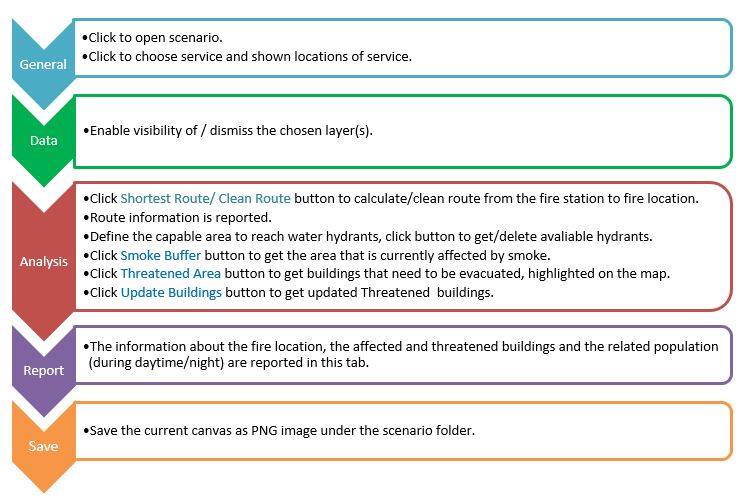 General
•Click to open scenario.
•Click to choose service and shown locations of service.
Data
•Enable visibility of / dismiss the chosen layer(s).
Analysis
•Click Shortest Route/ Clean Route button to calculate/clean route from the fire station to fire location.
•Route information is reported.
•Define the capable area to reach water hydrants, click button to get/delete avaliable hydrants.
•Click Smoke Buffer button to get the area that is currently affected by smoke.
•Click Threatened Area button to get buildings that need to be evacuated, highlighted on the map.
•Click Update Buildings button to get updated Threatened  buildings.
Report
•The information about the fire location, the affected and threatened buildings and the related population
(during daytime/night) are reported in this tab.
Save
•Save the current canvas as PNG image under the scenario folder.